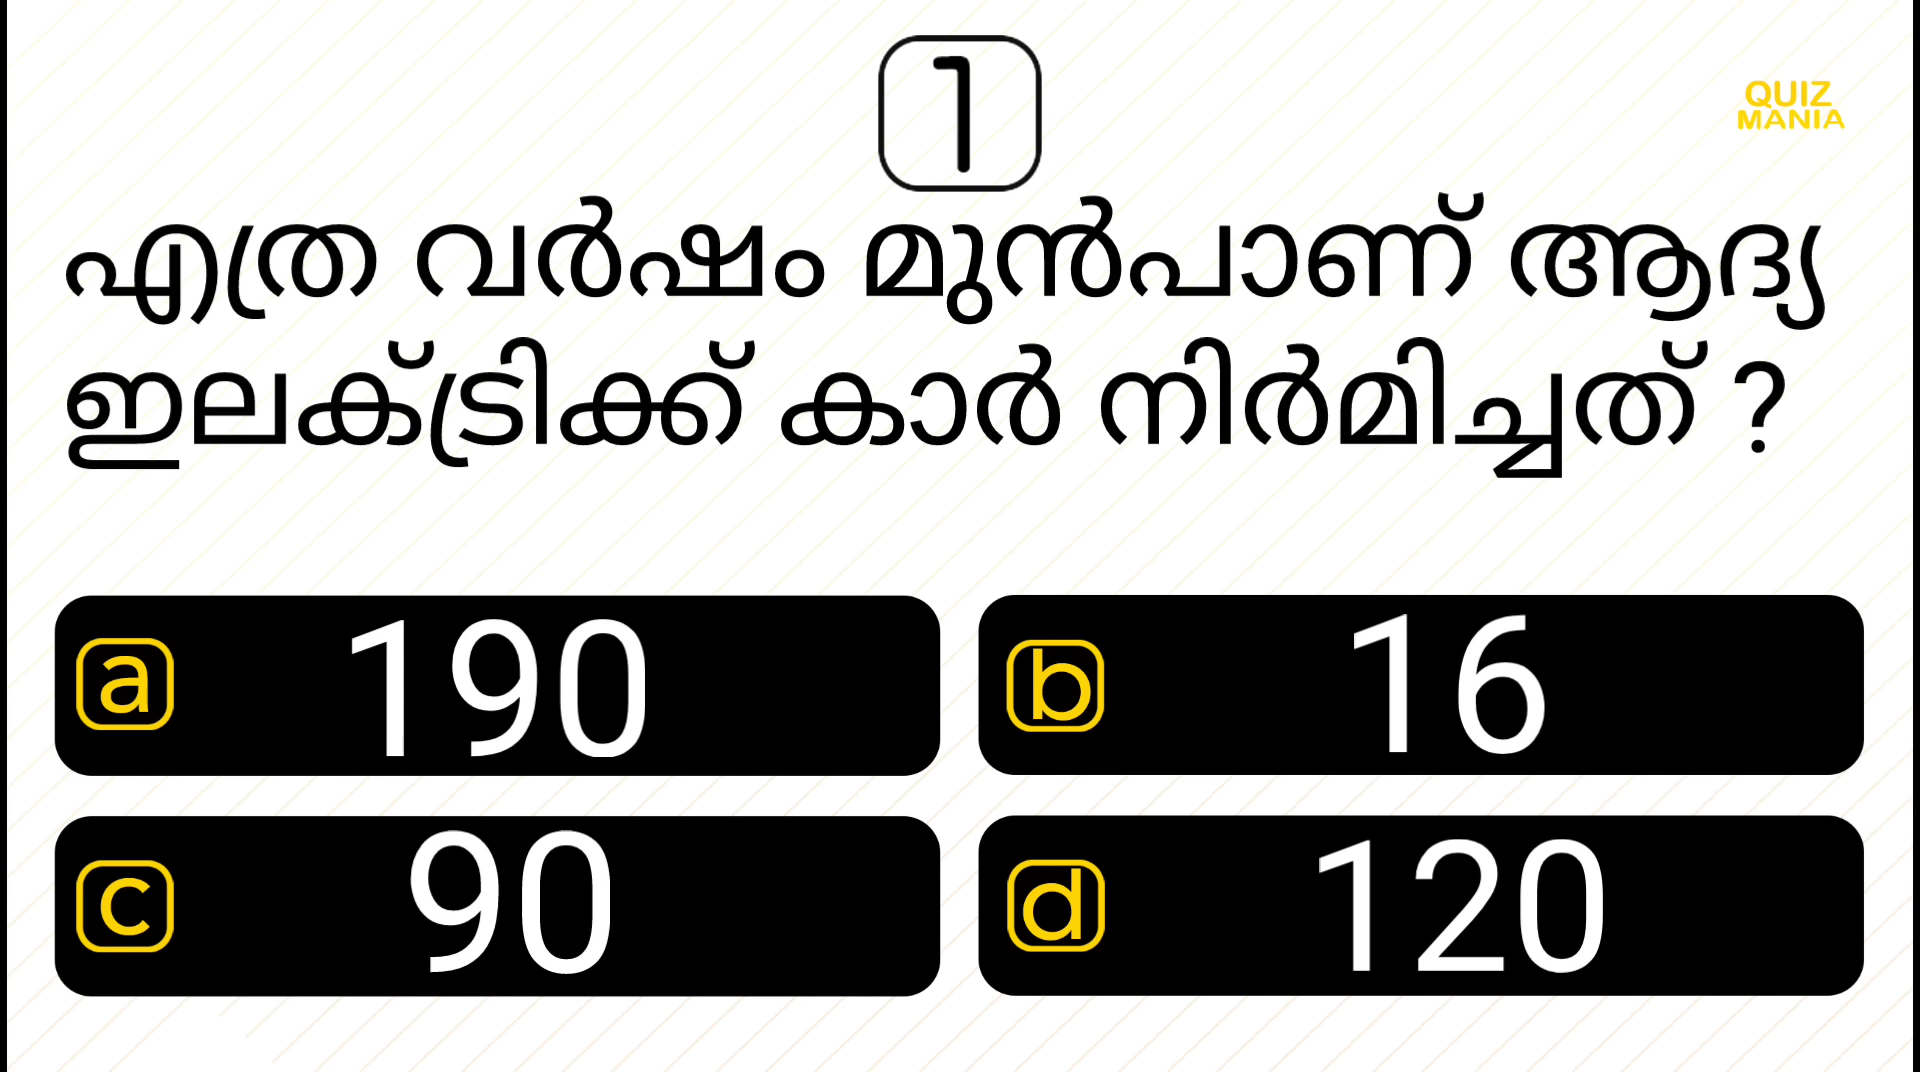 1
QUIZ
MANIA
എത്ര വർഷം മുൻപാണ് ആദ്യ
ഇലക്ട്രിക്ക് കാർ നിർമിച്ചത് ?
a 190
b 16
c 90
d 120